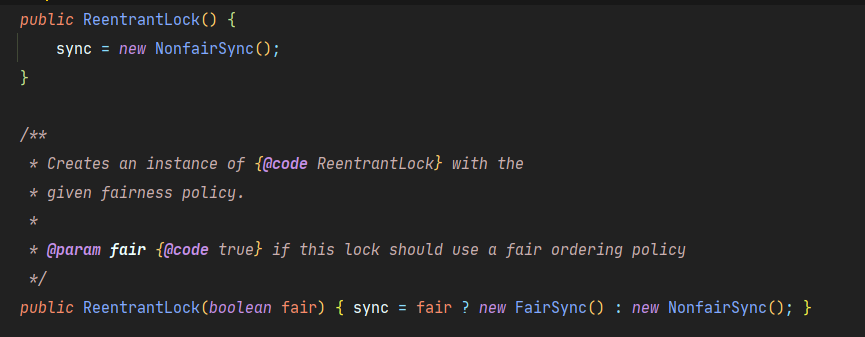 public ReentrantLock() {
    sync = new NonfairSync();
}
/**
 * Creates an instance of {@code ReentrantLock} with the
 * given fairness policy.
 *
 * @param fair {@code true} if this lock should use a fair ordering policy
 */
public ReentrantLock(boolean fair) { sync = fair ? new FairSync() : new NonfairSync(); }